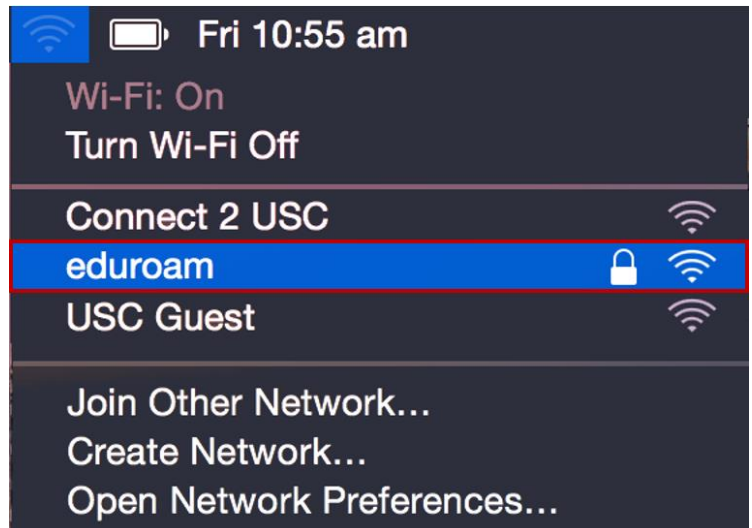 Fri 10:55 am
Wi-Fi: On
Turn Wi-Fi Off
Connect 2 USC
eduroam
USC Guest
Join Other Network...
Create Network...
Open Network Preferences...